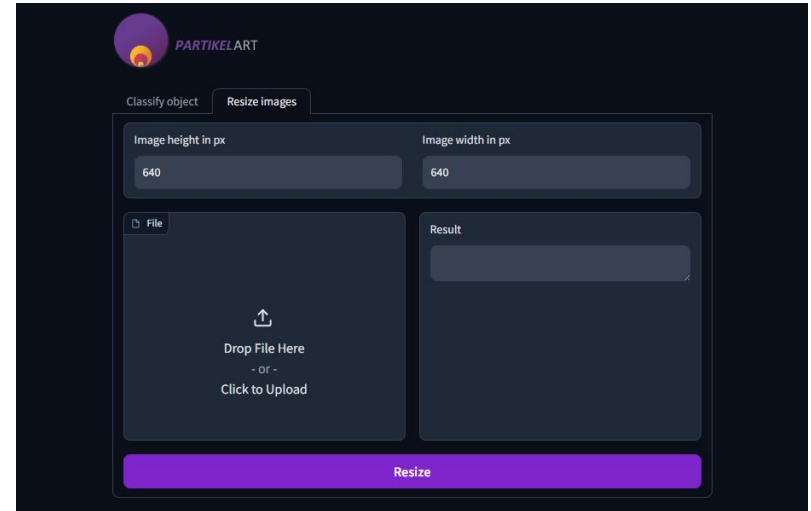 PARTIKELART
Classify object
Resize images
Image height in px
Image width in px
640
640
File
Result
Drop File Here
- or -
Click to Upload
Resize